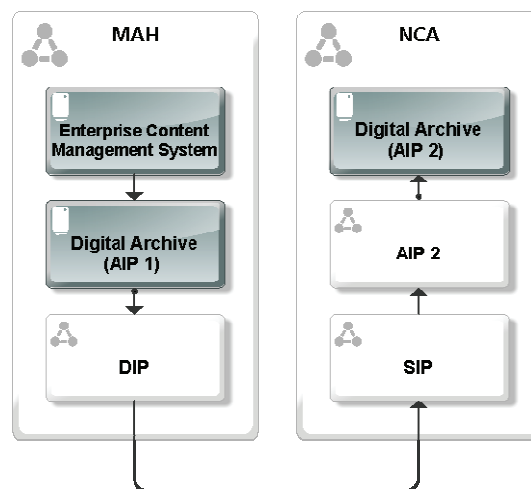 MAH
Enterprise Content
Management System
Digital Archive
(AIP 1)
DIP
NCA
Digital Archive
(AIP 2)
AIP 2
SIP